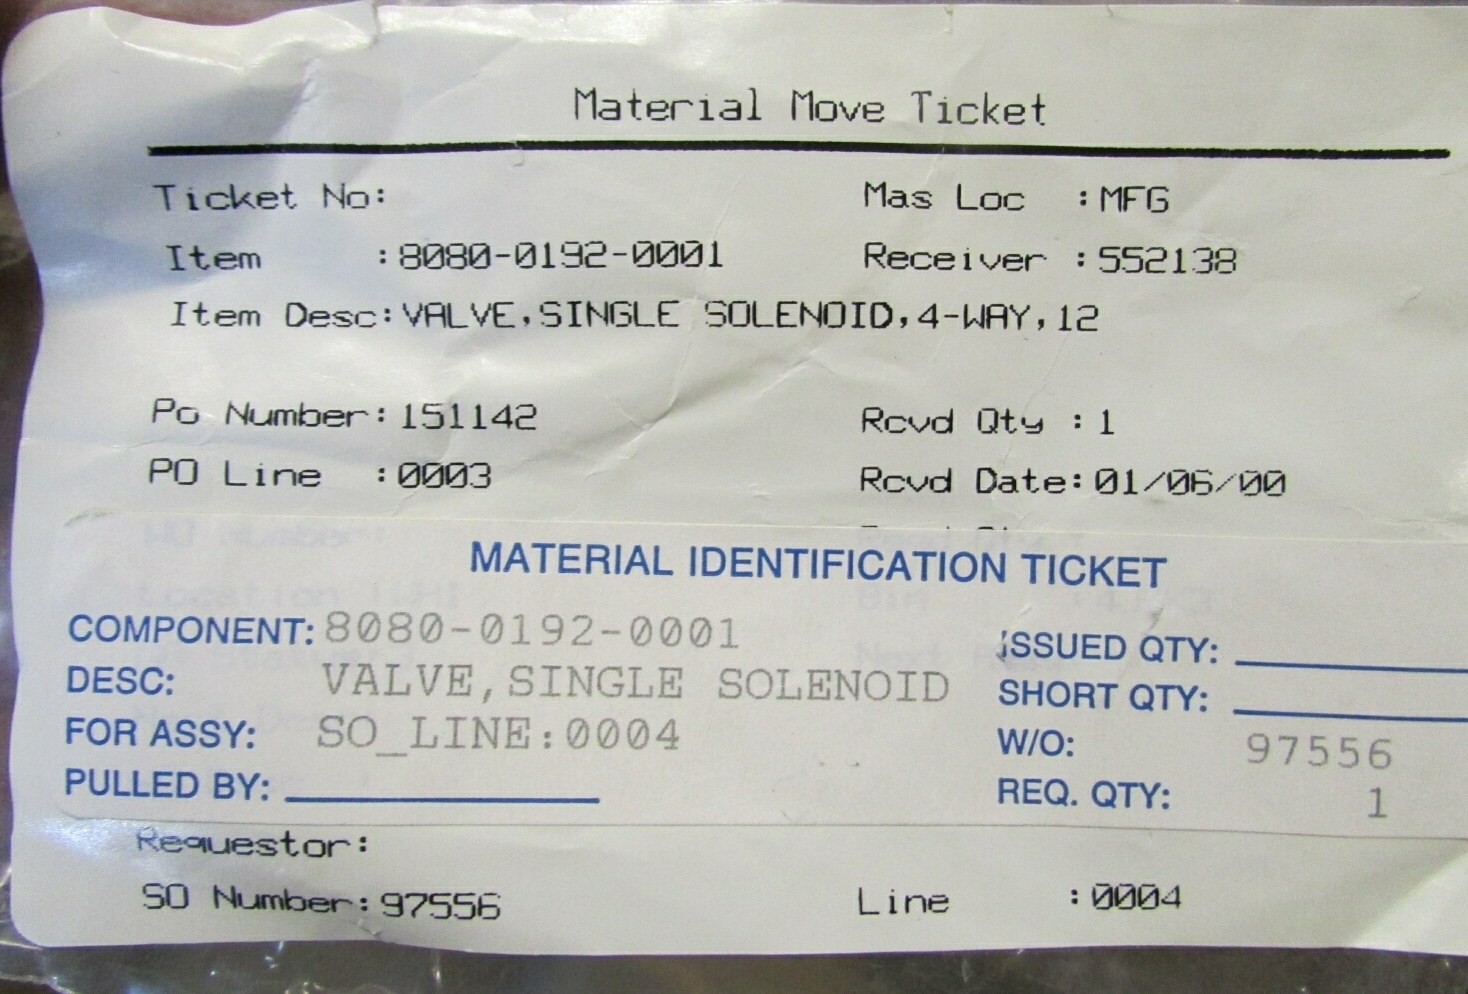 Material Move Ticket
Ticket No: Mas Loc :MFG
Item :8080-0192-0001 Receiver :552138
Item Desc:VALVE,SINGLE SOLENOID,4-WAY,12
Po Number:151142 Rcvd Qty :1
PO Line :0003 Rcvd Date:01/06/00
MATERIAL IDENTIFICATION TICKET
COMPONENT: 8080-0192-0001 ISSUED QTY:
DESC: VALVE,SINGLE SOLENOID SHORT QTY:
FOR ASSY: SO_LINE:0004 W/O: 97556
PULLED BY: REQ. QTY: 1
Requestor:
SO Number:97556 Line :0004